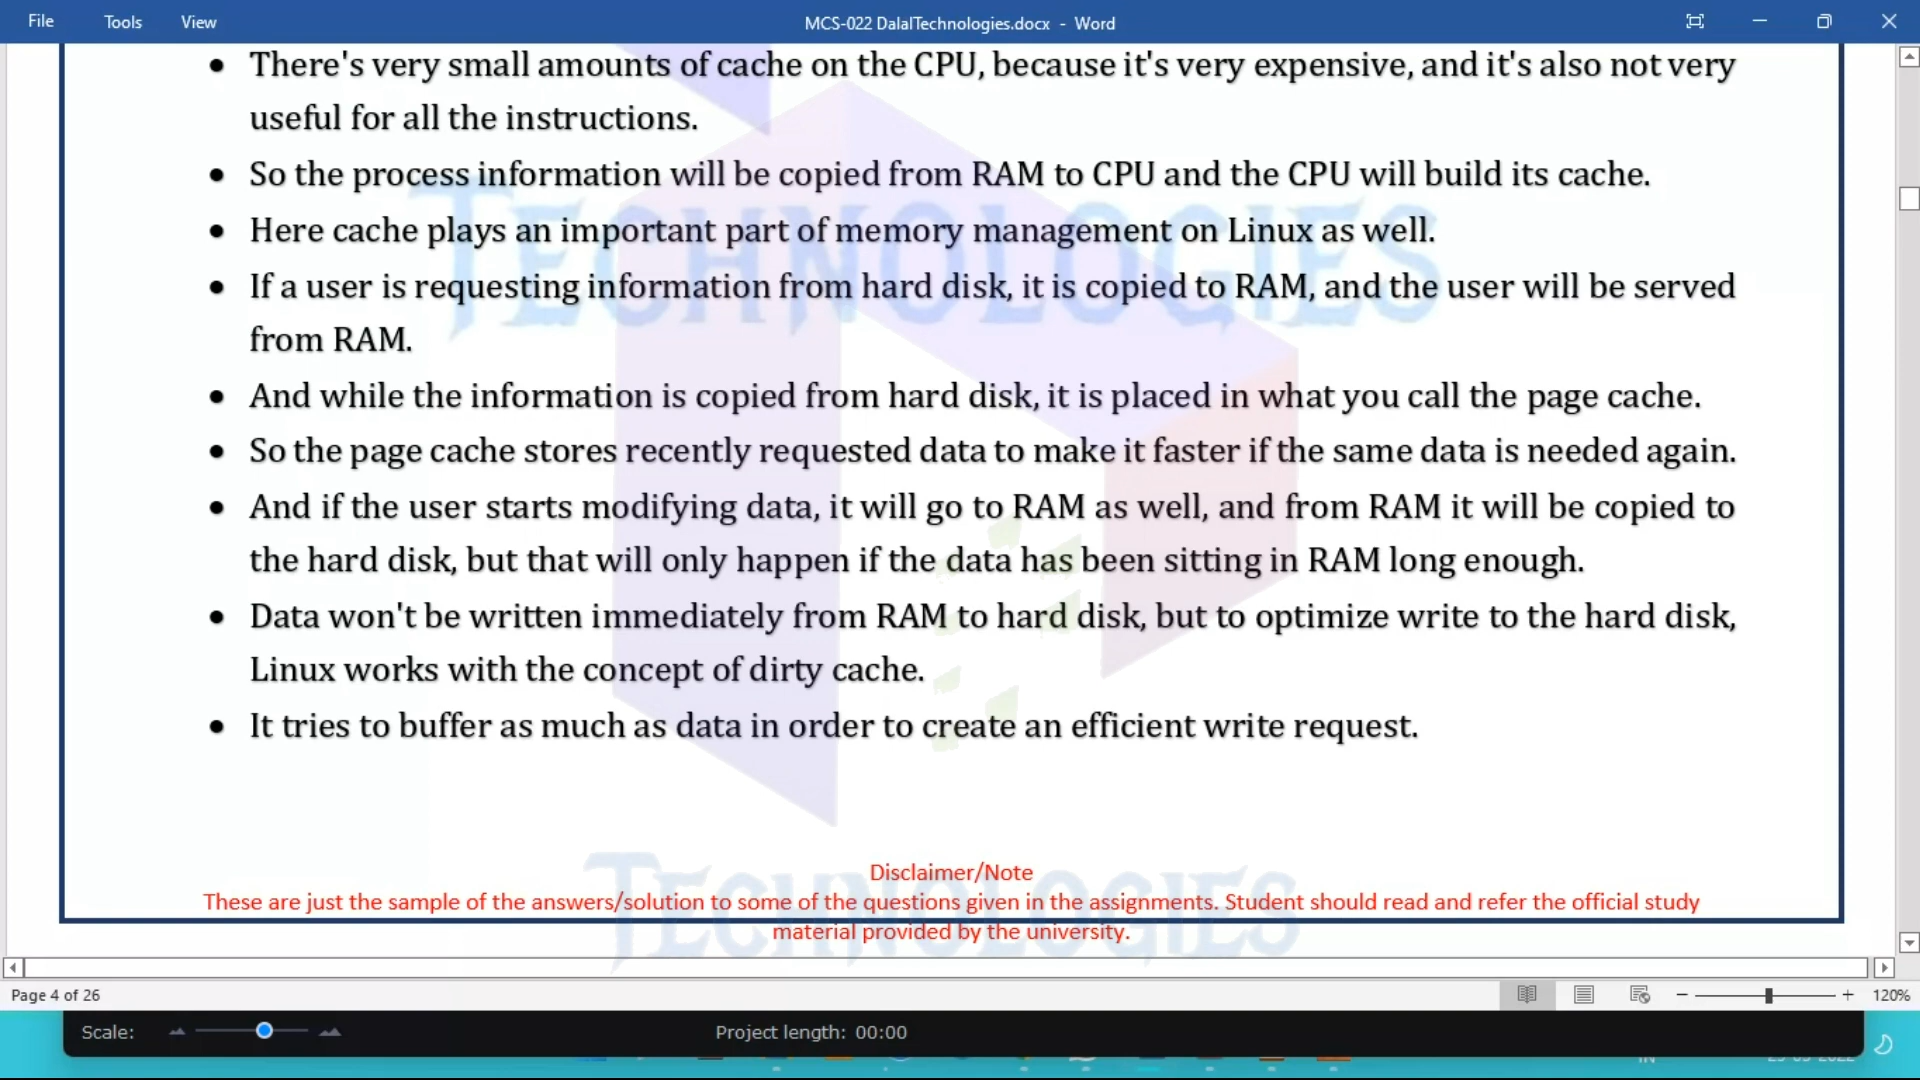 File Tools View MCS-022 DalalTechnologies.docx - Word
• There's very small amounts of cache on the CPU, because it's very expensive, and it's also not very
useful for all the instructions.
• So the process information will be copied from RAM to CPU and the CPU will build its cache.
TECHNOLOGIES
• Here cache plays an important part of memory management on Linux as well.
• If a user is requesting information from hard disk, it is copied to RAM, and the user will be served
from RAM.
• And while the information is copied from hard disk, it is placed in what you call the page cache.
• So the page cache stores recently requested data to make it faster if the same data is needed again.
• And if the user starts modifying data, it will go to RAM as well, and from RAM it will be copied to
the hard disk, but that will only happen if the data has been sitting in RAM long enough.
• Data won't be written immediately from RAM to hard disk, but to optimize write to the hard disk,
Linux works with the concept of dirty cache.
• It tries to buffer as much as data in order to create an efficient write request.
Disclaimer/Note
These are just the sample of the answers/solution to some of the questions given in the assignments. Student should read and refer the official study
material provided by the university.
TECHNOLOGIES
Page 4 of 26 120%
Scale: Project length: 00:00